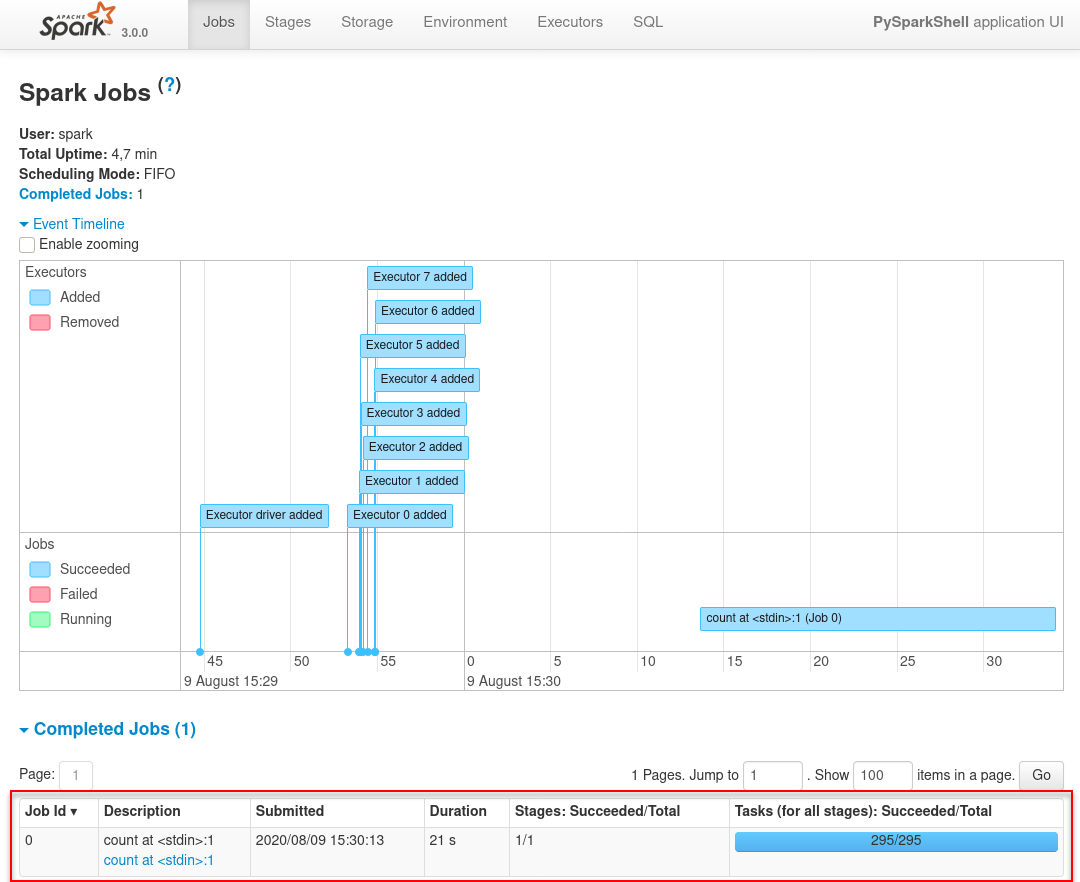 APACHE Spark 3.0.0 Jobs Stages Storage Environment Executors SQL PySparkShell application UI
Spark Jobs (?)
User: spark
Total Uptime: 4,7 min
Scheduling Mode: FIFO
Completed Jobs: 1
Event Timeline
Enable zooming
Executors
Added
Removed
Executor 7 added
Executor 6 added
Executor 5 added
Executor 4 added
Executor 3 added
Executor 2 added
Executor 1 added
Executor driver added Executor 0 added
Jobs
Succeeded
Failed
Running
count at <stdin>:1 (Job 0)
45 50 55 0 5 10 15 20 25 30
9 August 15:29 9 August 15:30
Completed Jobs (1)
Page: 1 1 Pages. Jump to 1 . Show 100 items in a page. Go
Job Id ▾ Description Submitted Duration Stages: Succeeded/Total Tasks (for all stages): Succeeded/Total
0 count at <stdin>:1 2020/08/09 15:30:13 21 s 1/1 295/295
count at <stdin>:1